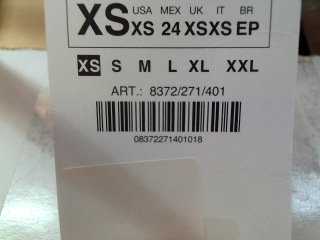 USA MEX UK IT BR
XS XS 24 XS XS EP
XS S M L XL XXL
ART.: 8372/271/401
08372271401018